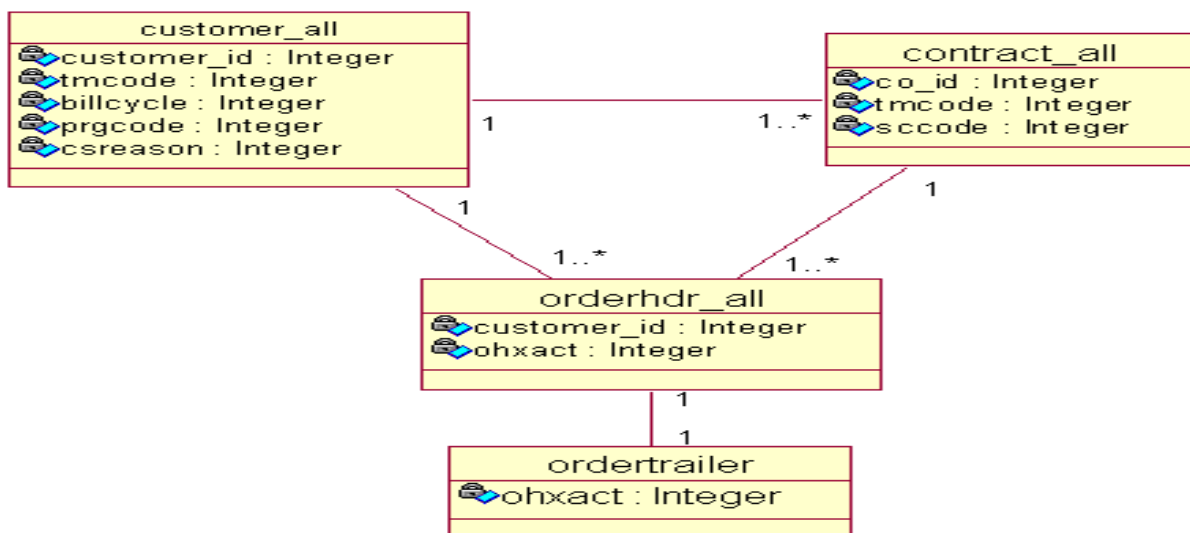 customer_all
customer_id : Integer
tmcode : Integer
billcycle : Integer
prgcode : Integer
csreason : Integer
contract_all
co_id : Integer
tmcode : Integer
sccode : Integer
1
1..*
1
1
1..*
1..*
orderhdr_all
customer_id : Integer
ohxact : Integer
1
1
ordertrailer
ohxact : Integer